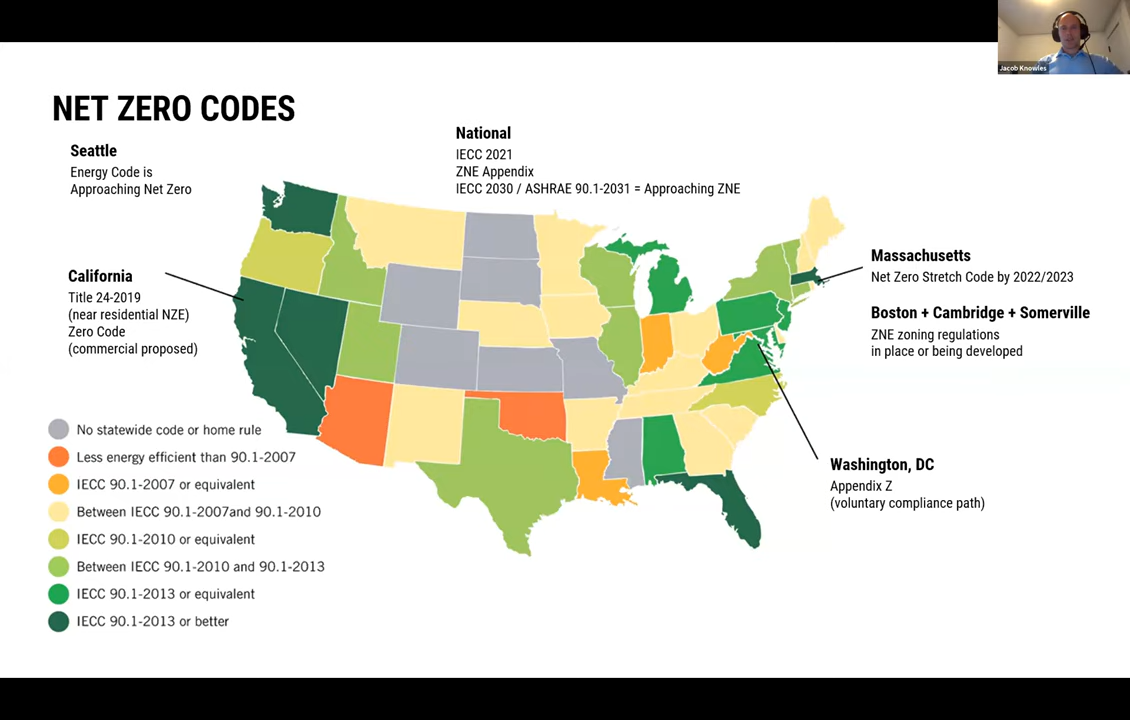 Jacob Knowles
NET ZERO CODES
Seattle
Energy Code is
Approaching Net Zero
National
IECC 2021
ZNE Appendix
IECC 2030 / ASHRAE 90.1-2031 = Approaching ZNE
California
Title 24-2019
(near residential NZE)
Zero Code
(commercial proposed)
Massachusetts
Net Zero Stretch Code by 2022/2023
Boston + Cambridge + Somerville
ZNE zoning regulations
in place or being developed
Washington, DC
Appendix Z
(voluntary compliance path)
No statewide code or home rule
Less energy efficient than 90.1-2007
IECC 90.1-2007 or equivalent
Between IECC 90.1-2007and 90.1-2010
IECC 90.1-2010 or equivalent
Between IECC 90.1-2010 and 90.1-2013
IECC 90.1-2013 or equivalent
IECC 90.1-2013 or better